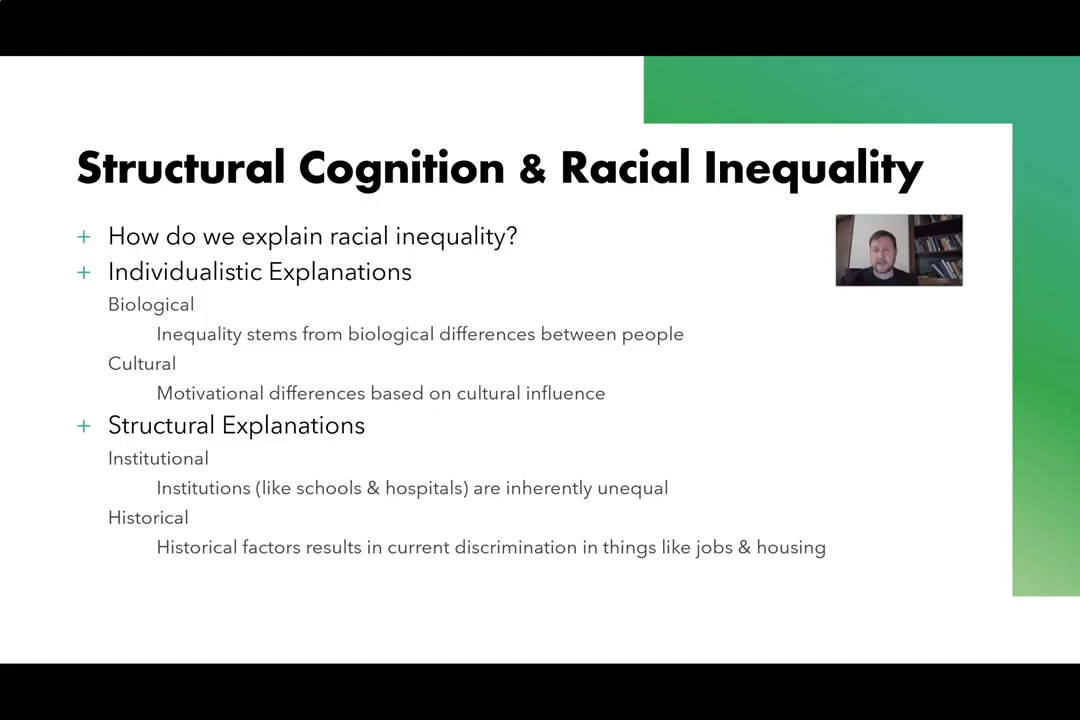 Structural Cognition & Racial Inequality
+ How do we explain racial inequality?
+ Individualistic Explanations
Biological
Inequality stems from biological differences between people
Cultural
Motivational differences based on cultural influence
+ Structural Explanations
Institutional
Institutions (like schools & hospitals) are inherently unequal
Historical
Historical factors results in current discrimination in things like jobs & housing